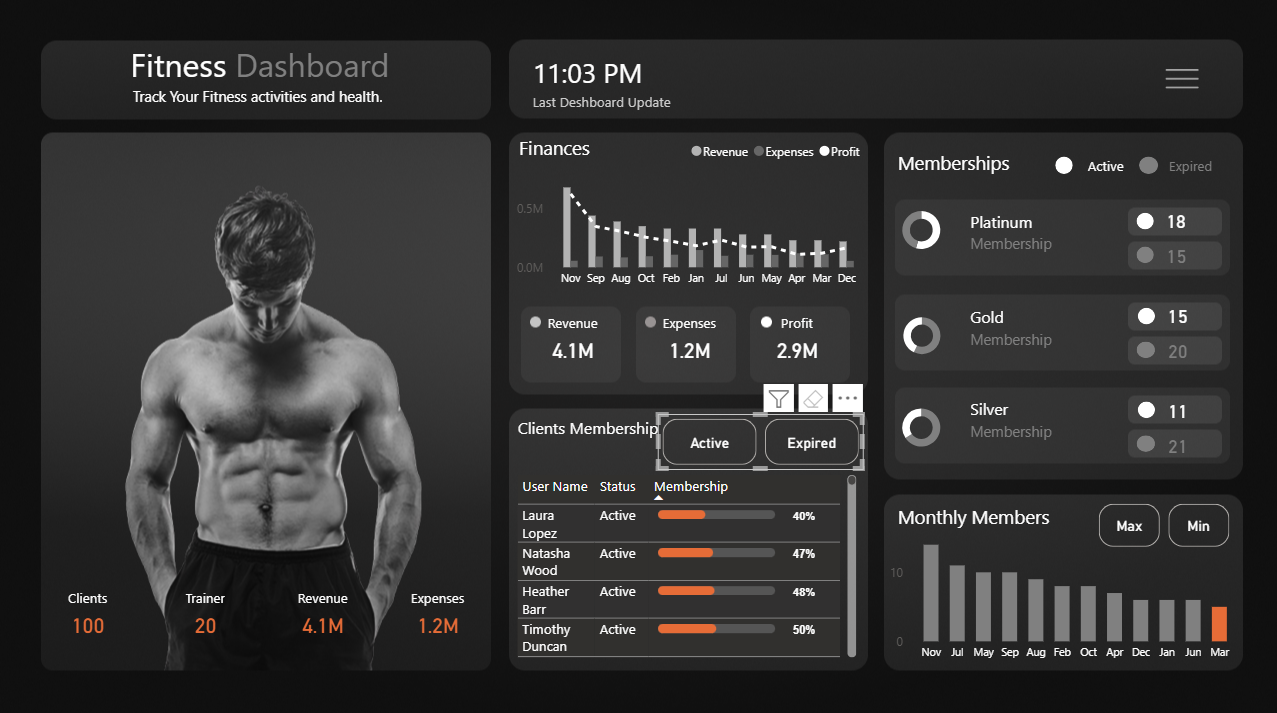 Fitness Dashboard
Track Your Fitness activities and health.
11:03 PM
Last Deshboard Update
Clients
100
Trainer
20
Revenue
4.1M
Expenses
1.2M
Finances
Revenue Expenses Profit
0.5M
0.0M
Nov Sep Aug Oct Feb Jan Jul Jun May Apr Mar Dec
Revenue
4.1M
Expenses
1.2M
Profit
2.9M
Clients Membership
Active
Expired
User Name Status Membership
Laura
Lopez
Active
40%
Natasha
Wood
Active
47%
Heather
Barr
Active
48%
Timothy
Duncan
Active
50%
Memberships
Active
Expired
Platinum
Membership
18
15
Gold
Membership
15
20
Silver
Membership
11
21
Monthly Members
Max
Min
10
0
Nov Jul May Sep Aug Feb Oct Apr Dec Jan Jun Mar